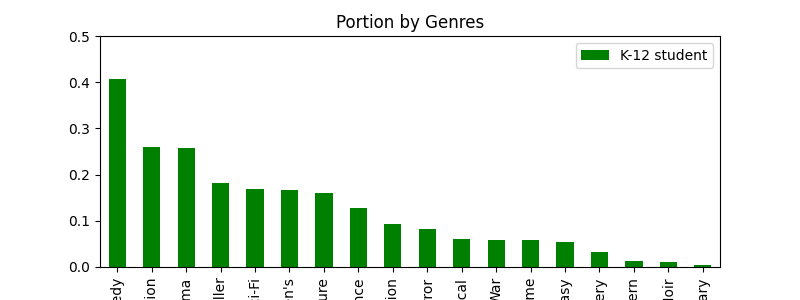 Portion by Genres
K-12 student
0.5
0.4
0.3
0.2
0.1
0.0
edy
ion
ma
ller
i-Fi
en's
ure
nce
ion
ror
cal
War
me
asy
ery
ern
loir
ary